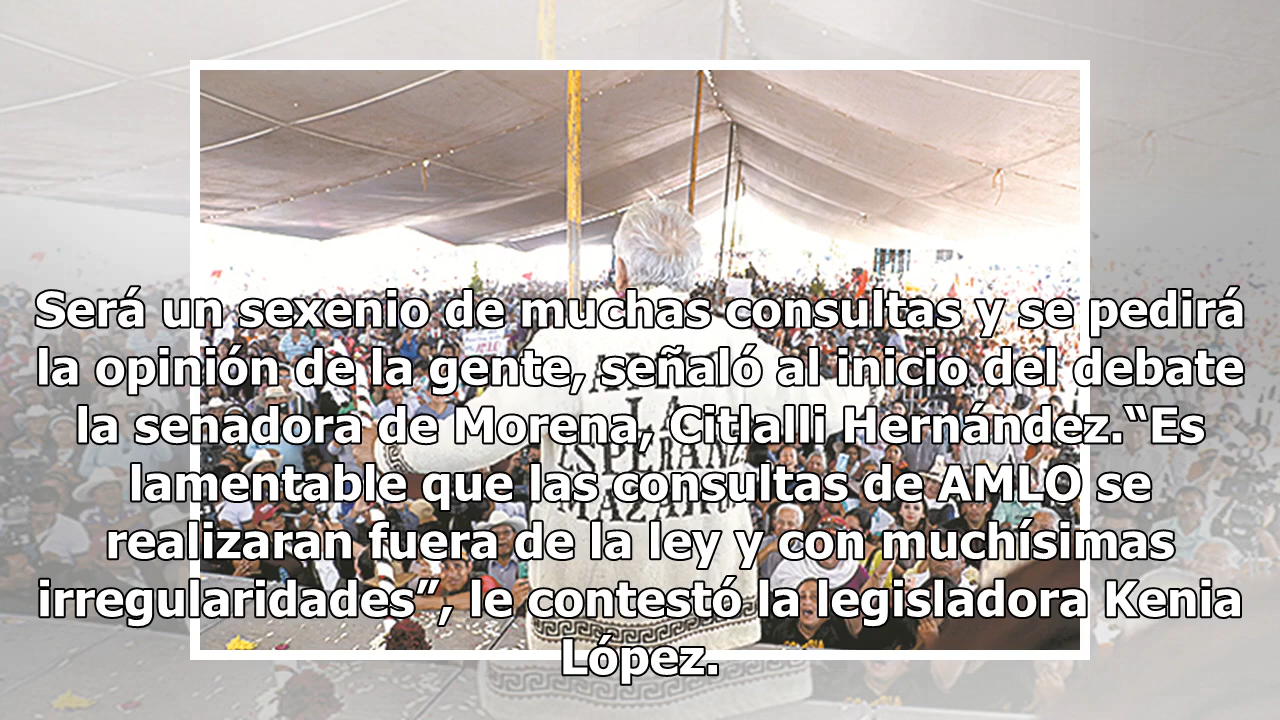 Será un sexenio de muchas consultas y se pedirá
la opinión de la gente, señaló al inicio del debate
la senadora de Morena, Citlalli Hernández.“Es
lamentable que las consultas de AMLO se
realizaran fuera de la ley y con muchísimas
irregularidades”, le contestó la legisladora Kenia
López.
LA